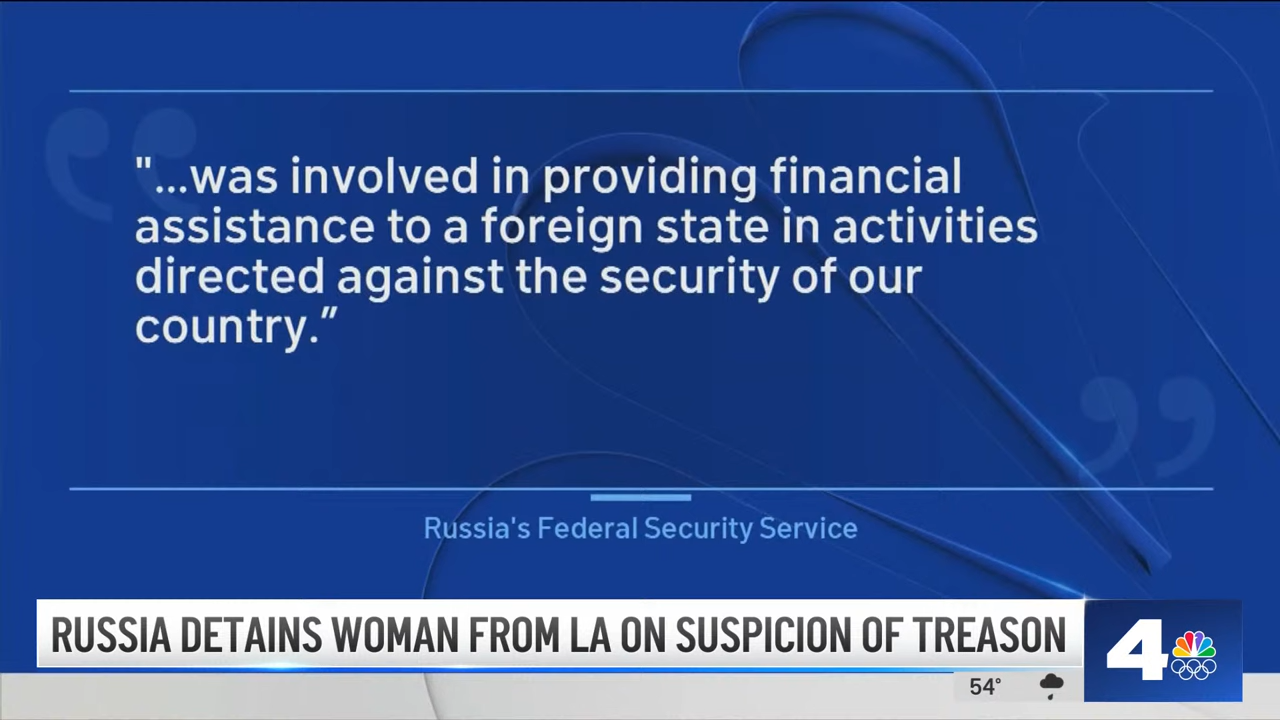 "...was involved in providing financial
assistance to a foreign state in activities
directed against the security of our
country.”
Russia's Federal Security Service
RUSSIA DETAINS WOMAN FROM LA ON SUSPICION OF TREASON
4
54°